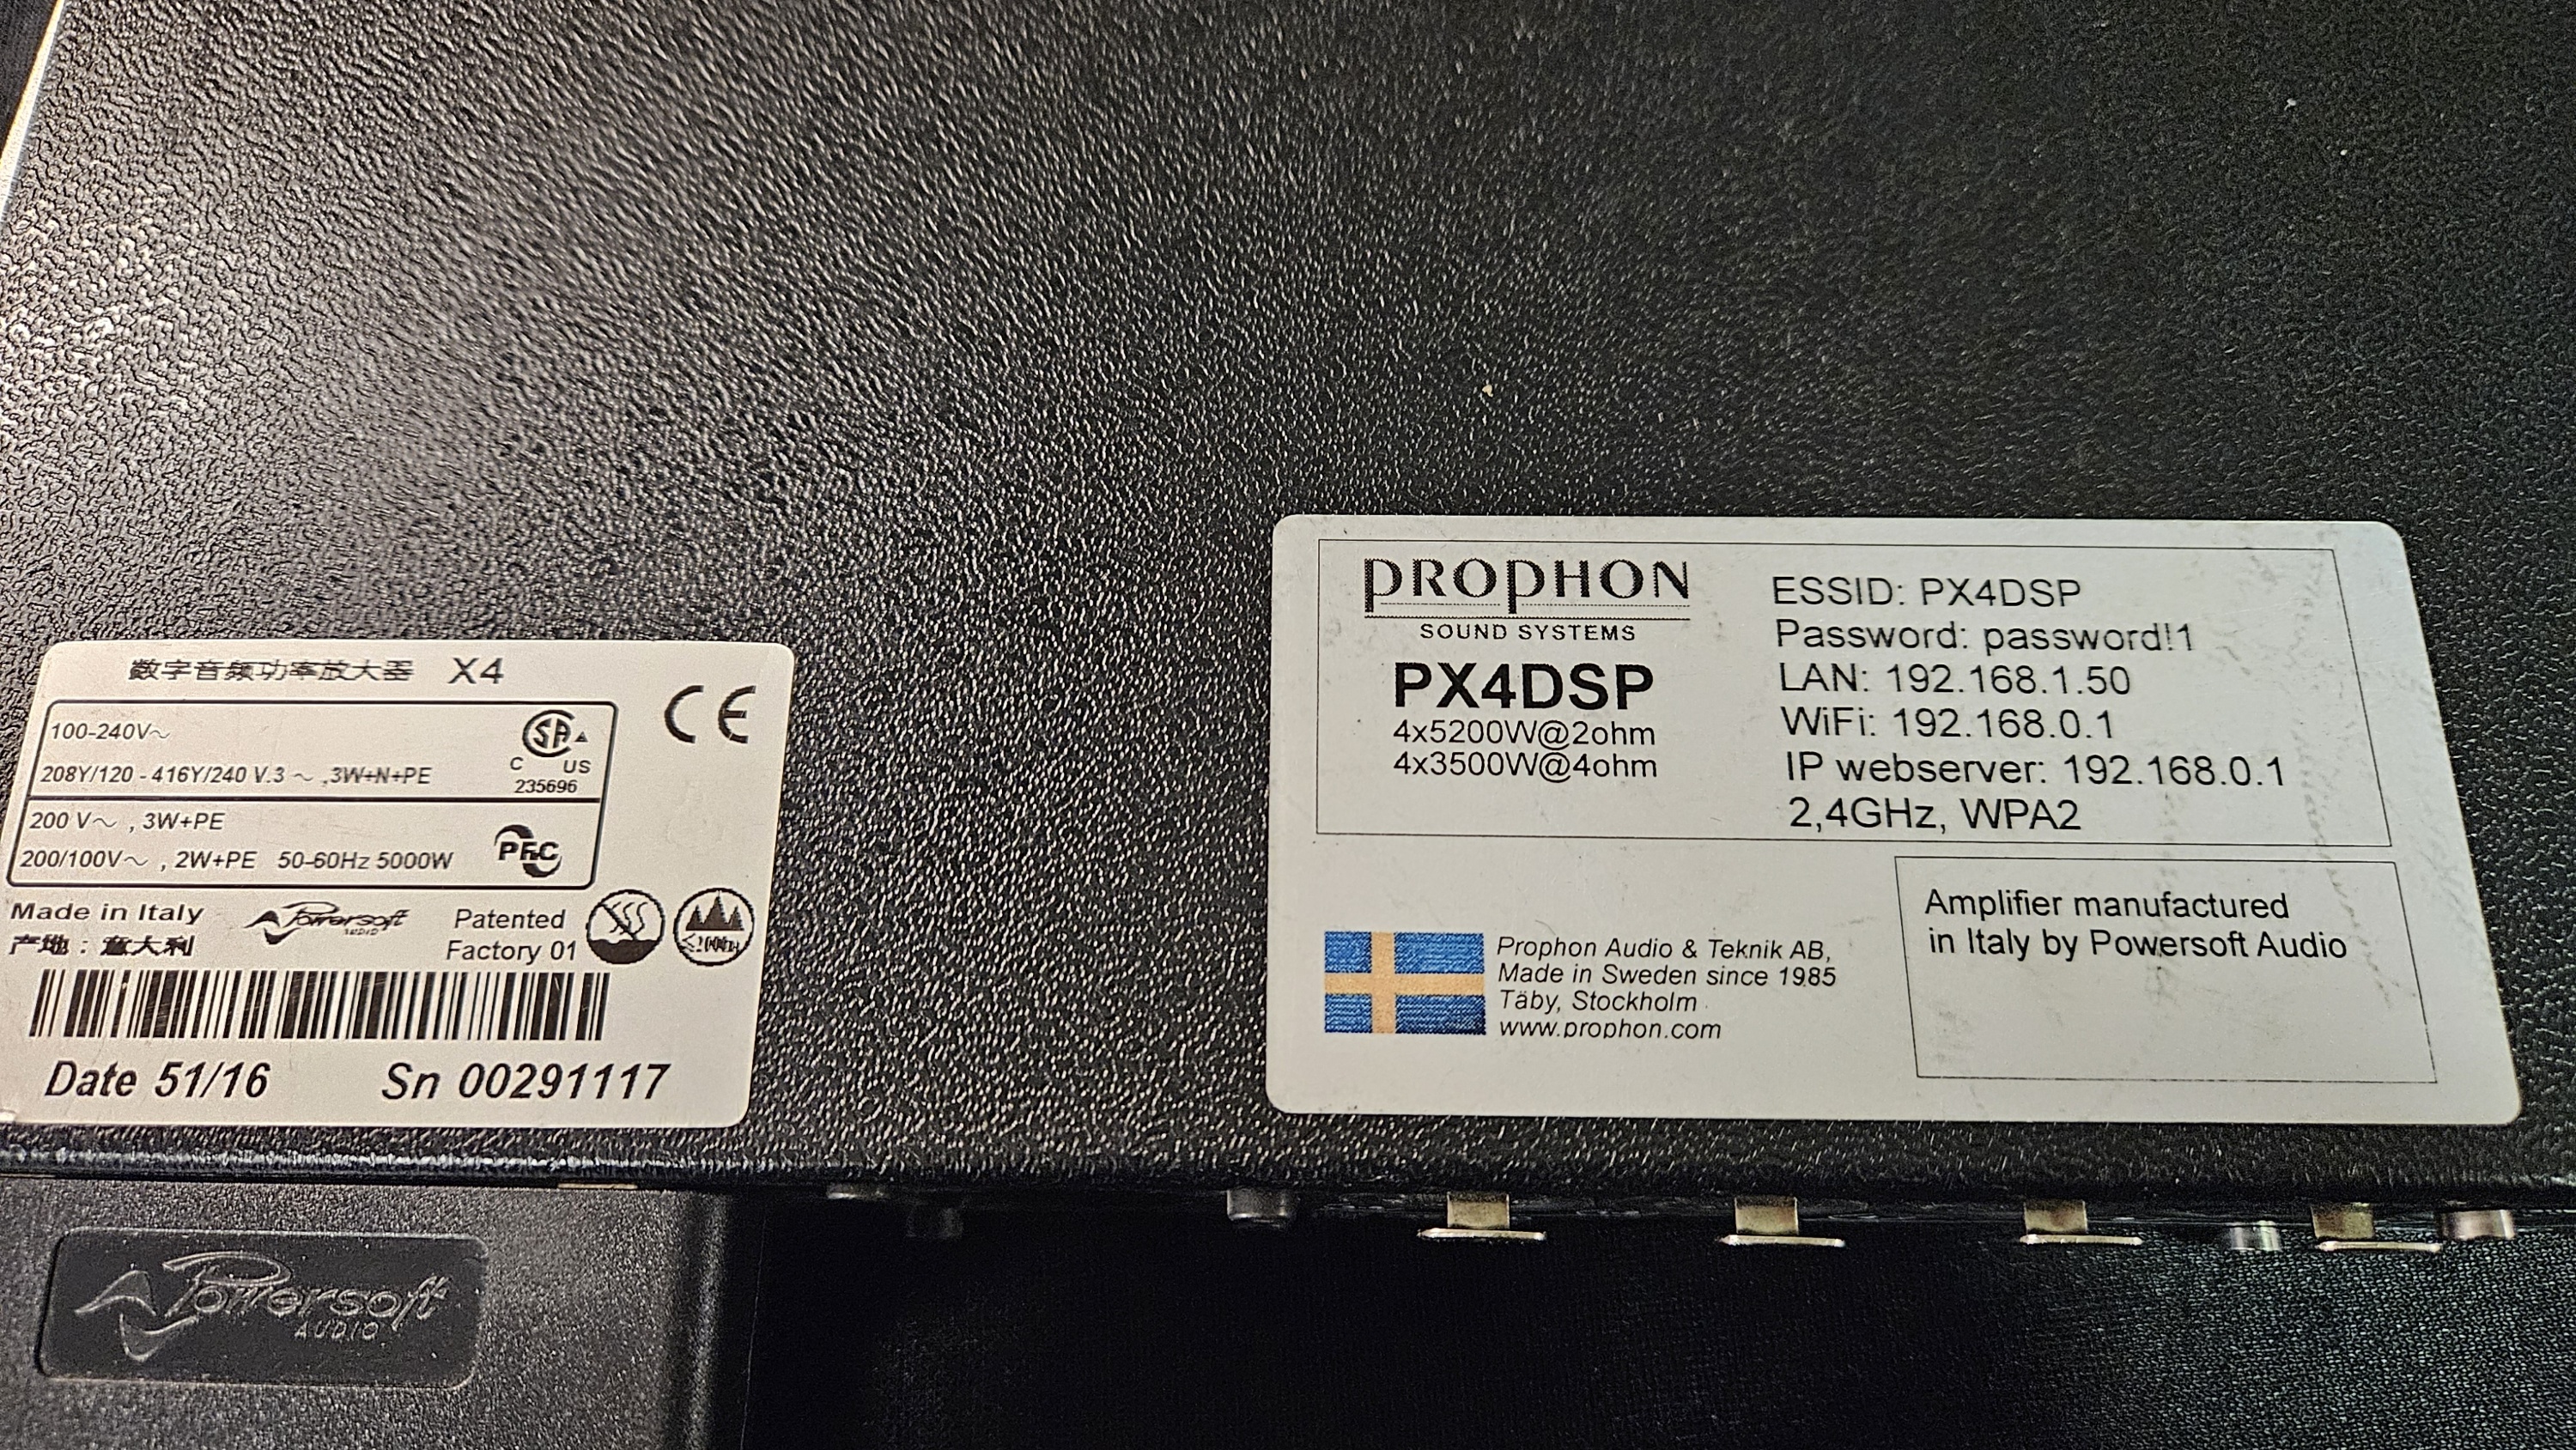 数字音频功率放大器 X4
100-240V~
208Y/120 - 416Y/240 V.3 ~ ,3W+N+PE
SA
C US
235696
CE
200 V~ , 3W+PE
200/100V~ , 2W+PE 50-60Hz 5000W
PFC
Made in Italy
产地：意大利
Powersoft
AUDIO
Patented
Factory 01
≤2000m
Date 51/16 Sn 00291117
PROPHON
SOUND SYSTEMS
PX4DSP
4x5200W@2ohm
4x3500W@4ohm
ESSID: PX4DSP
Password: password!1
LAN: 192.168.1.50
WiFi: 192.168.0.1
IP webserver: 192.168.0.1
2,4GHz, WPA2
Prophon Audio & Teknik AB,
Made in Sweden since 1985
Täby, Stockholm
www.prophon.com
Amplifier manufactured
in Italy by Powersoft Audio
Powersoft
AUDIO